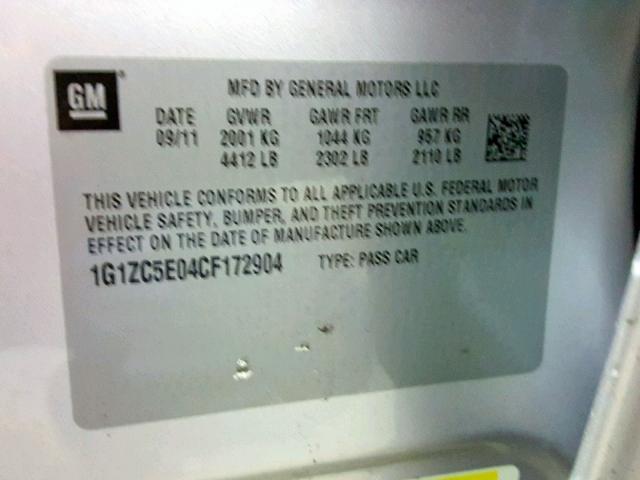 GM
MFD BY GENERAL MOTORS LLC
DATE GVWR GAWR FRT GAWR RR
09/11 2001 KG 1044 KG 957 KG
4412 LB 2302 LB 2110 LB
THIS VEHICLE CONFORMS TO ALL APPLICABLE U.S. FEDERAL MOTOR
VEHICLE SAFETY, BUMPER, AND THEFT PREVENTION STANDARDS IN
EFFECT ON THE DATE OF MANUFACTURE SHOWN ABOVE.
1G1ZC5E04CF172904 TYPE: PASS CAR